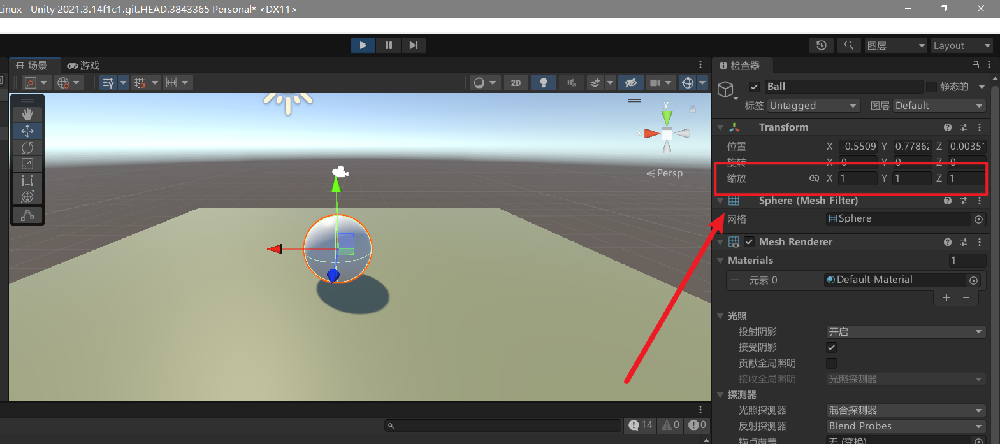 Linux - Unity 2021.3.14f1c1.git.HEAD.3843365 Personal* <DX11>
图层 Layout
场景 游戏
检查器
2D
Ball 静态的
标签 Untagged 图层 Default
y
x
Persp
Transform
位置 X -0.5509 Y 0.7786 Z 0.0035
旋转 X 0 Y 0 Z 0
缩放 X 1 Y 1 Z 1
Sphere (Mesh Filter)
网格 Sphere
Mesh Renderer
Materials 1
元素 0 Default-Material
+ −
光照
投射阴影 开启
接受阴影
贡献全局照明
接收全局照明 光照探测器
探测器
光照探测器 混合探测器
反射探测器 Blend Probes
锚点覆盖 无 (变换)
14 0 0